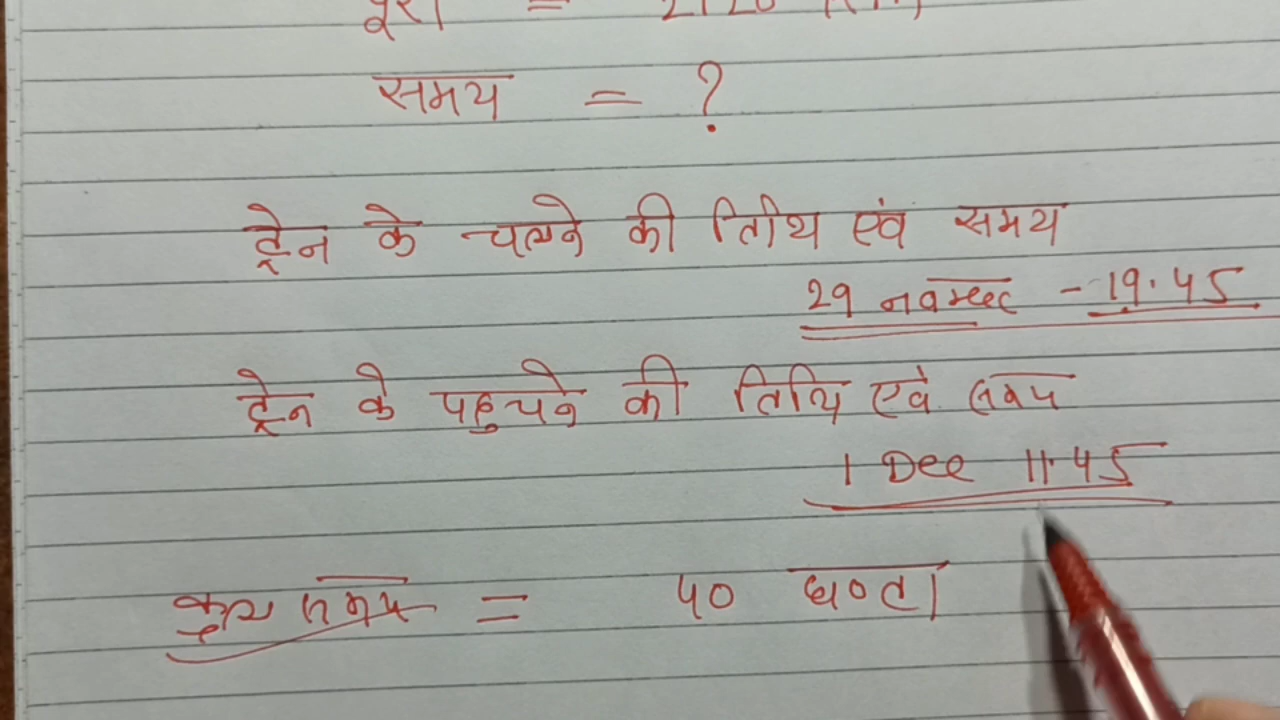 दूरी =
समय = ?
ट्रेन के चलने की तिथि एवं समय
29 नवम्बर - 19.45
ट्रेन के पहुचने की तिथि एवं समय
1 Dec 11.45
कुल समय = 40 घण्टा